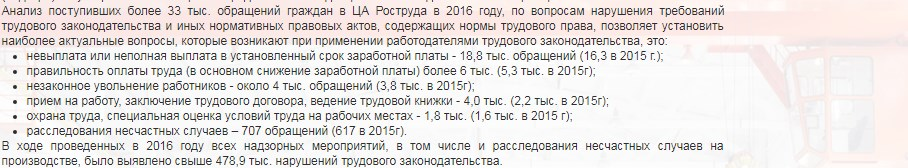 Анализ поступивших более 33 тыс. обращений граждан в ЦА Роструда в 2016 году, по вопросам нарушения требований
трудового законодательства и иных нормативных правовых актов, содержащих нормы трудового права, позволяет установить
наиболее актуальные вопросы, которые возникают при применении работодателями трудового законодательства, это:
• невыплата или неполная выплата в установленный срок заработной платы - 18,8 тыс. обращений (16,3 в 2015 г.);
• правильность оплаты труда (в основном снижение заработной платы) более 6 тыс. (5,3 тыс. в 2015г);
• незаконное увольнение работников - около 4 тыс. обращений (3,8 тыс. в 2015г);
• прием на работу, заключение трудового договора, ведение трудовой книжки - 4,0 тыс. (2,2 тыс. в 2015г);
• охрана труда, специальная оценка условий труда на рабочих местах - 1,8 тыс. (1,6 тыс. в 2015 г);
• расследования несчастных случаев – 707 обращений (617 в 2015г).
В ходе проведенных в 2016 году всех надзорных мероприятий, в том числе и расследования несчастных случаев на
производстве, было выявлено свыше 478,9 тыс. нарушений трудового законодательства.